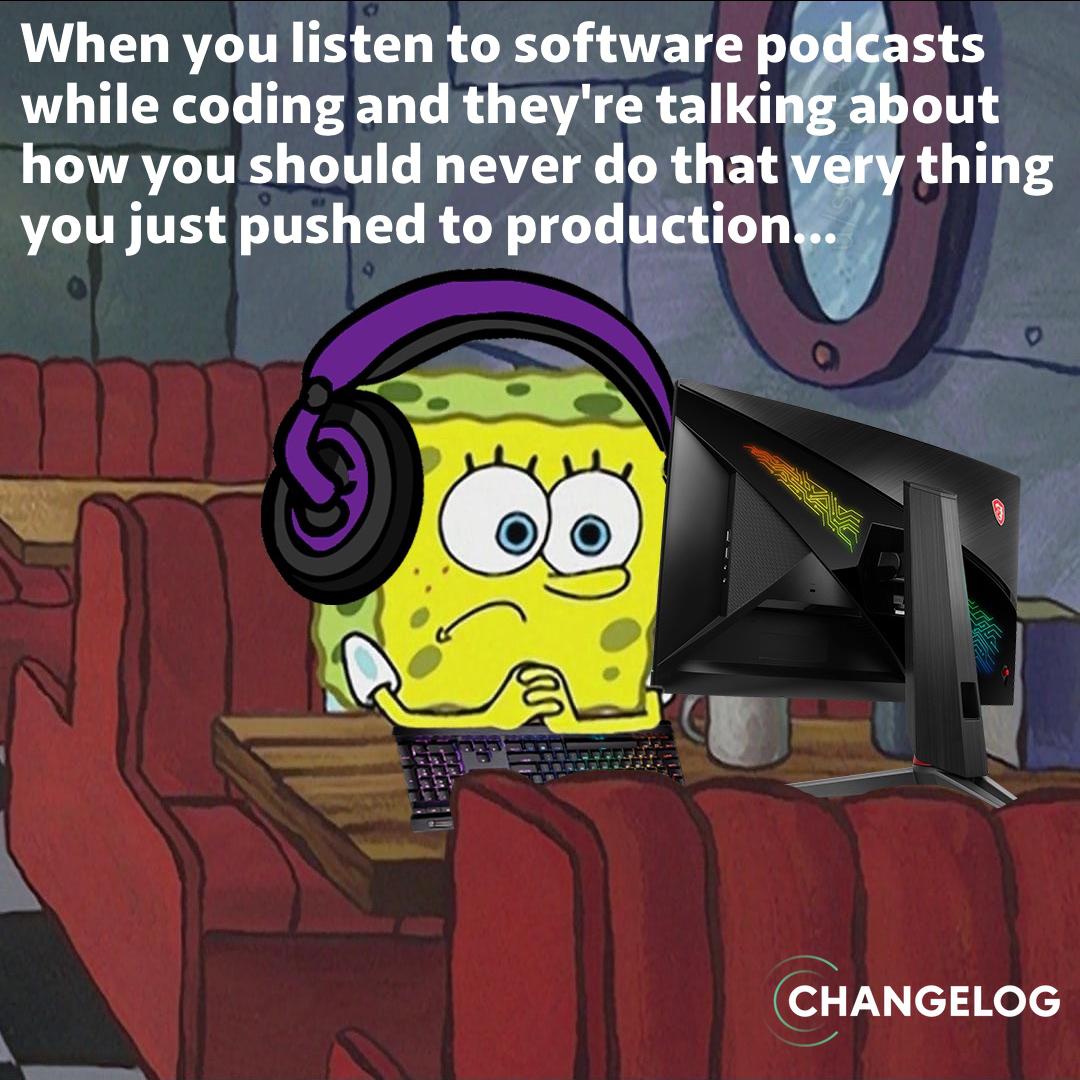 When you listen to software podcasts
while coding and they're talking about
how you should never do that very thing
you just pushed to production...
CHANGELOG